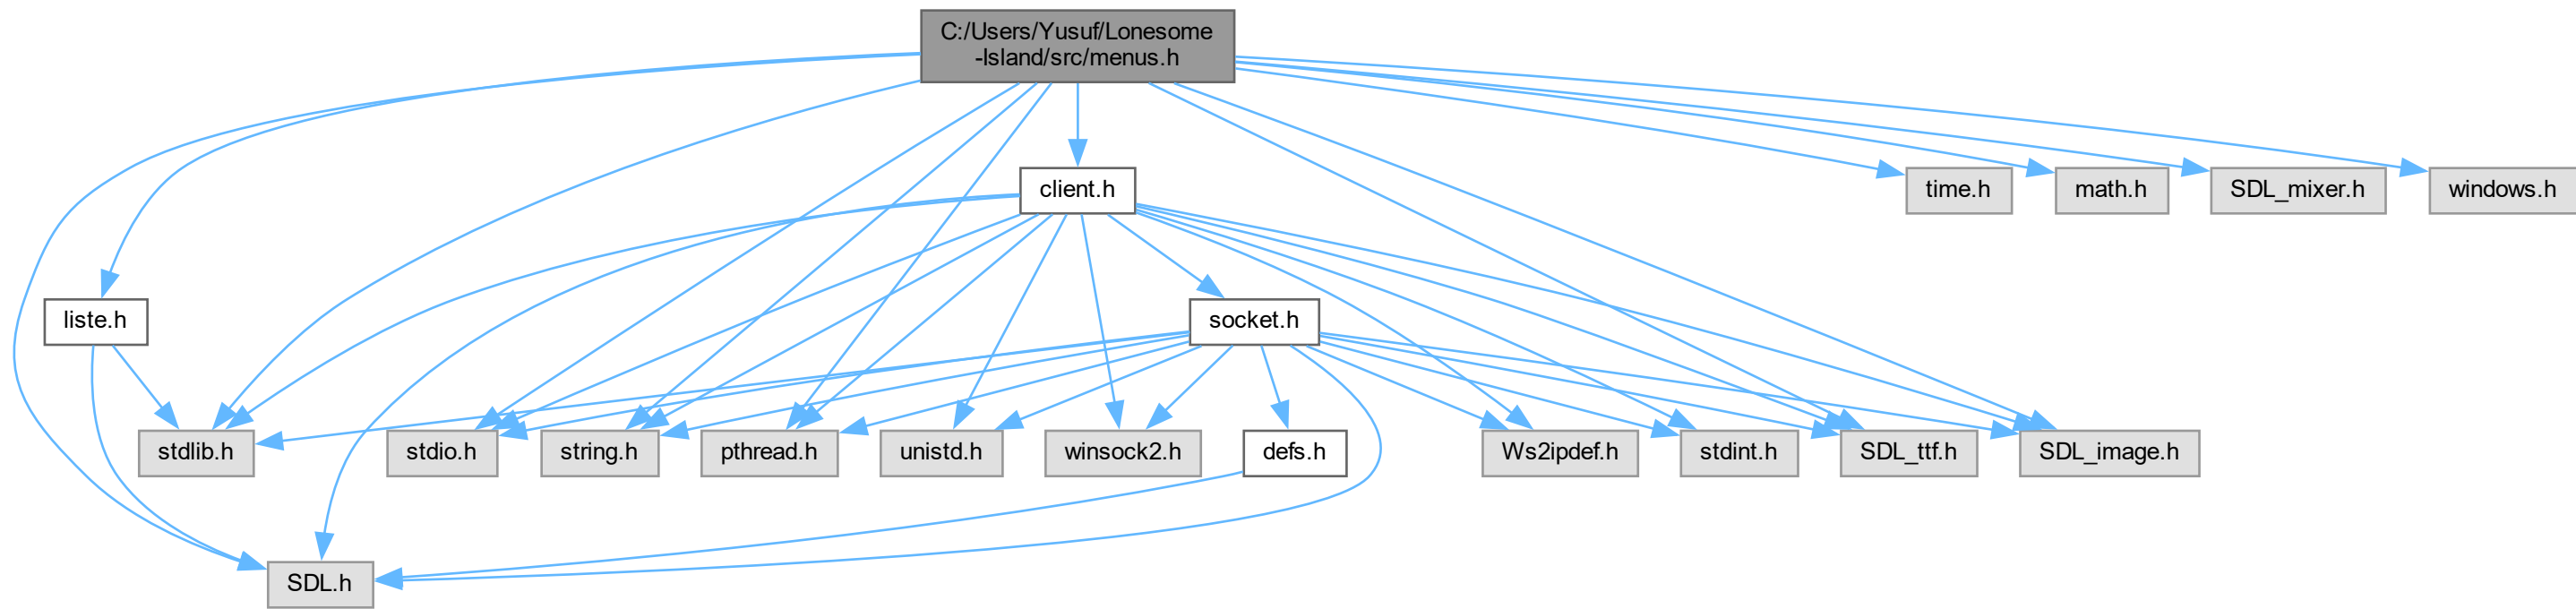 C:/Users/Yusuf/Lonesome
-Island/src/menus.h
client.h
time.h
math.h
SDL_mixer.h
windows.h
liste.h
socket.h
stdlib.h
stdio.h
string.h
pthread.h
unistd.h
winsock2.h
defs.h
Ws2ipdef.h
stdint.h
SDL_ttf.h
SDL_image.h
SDL.h